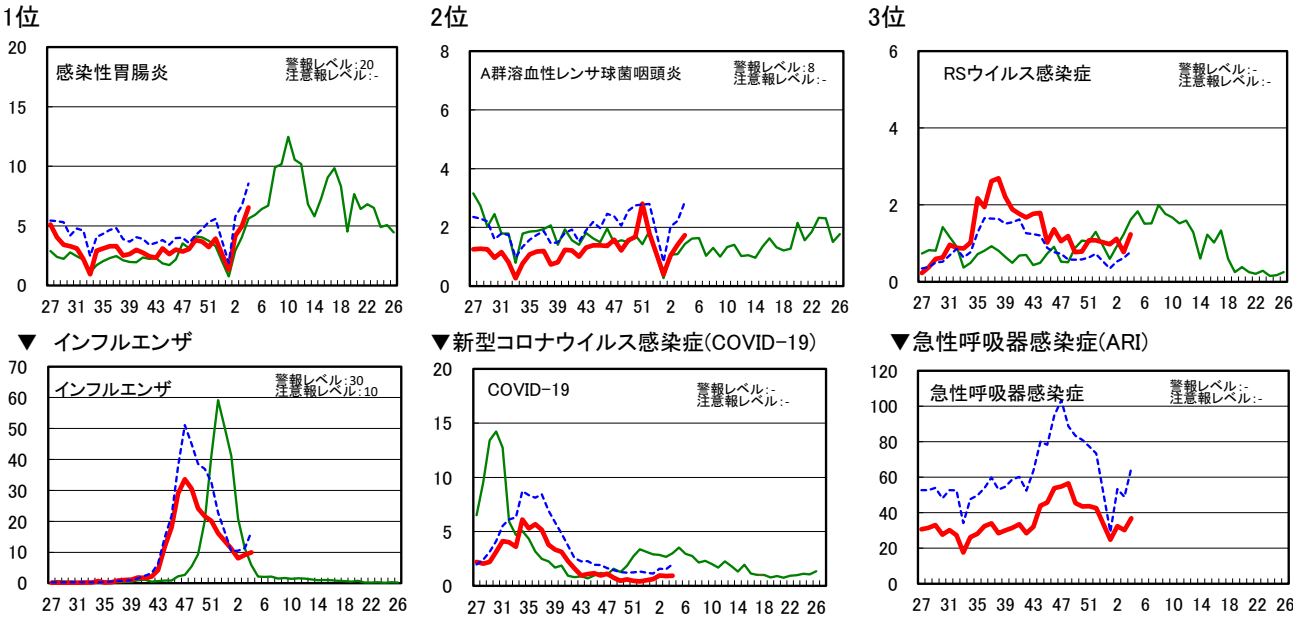 1位
20
15
10
5
0
感染性胃腸炎
警報レベル:20
注意報レベル:-
27 31 35 39 43 47 51 2 6 10 14 18 22 26
2位
8
6
4
2
0
A群溶血性レンサ球菌咽頭炎
警報レベル:8
注意報レベル:-
27 31 35 39 43 47 51 2 6 10 14 18 22 26
3位
6
4
2
0
RSウイルス感染症
警報レベル:-
注意報レベル:-
27 31 35 39 43 47 51 2 6 10 14 18 22 26
▼ インフルエンザ
70
60
50
40
30
20
10
0
インフルエンザ
警報レベル:30
注意報レベル:10
27 31 35 39 43 47 51 2 6 10 14 18 22 26
▼新型コロナウイルス感染症(COVID-19)
20
15
10
5
0
COVID-19
警報レベル:-
注意報レベル:-
27 31 35 39 43 47 51 2 6 10 14 18 22 26
▼急性呼吸器感染症(ARI)
120
100
80
60
40
20
0
急性呼吸器感染症
警報レベル:-
注意報レベル:-
27 31 35 39 43 47 51 3 6 10 14 18 22 26